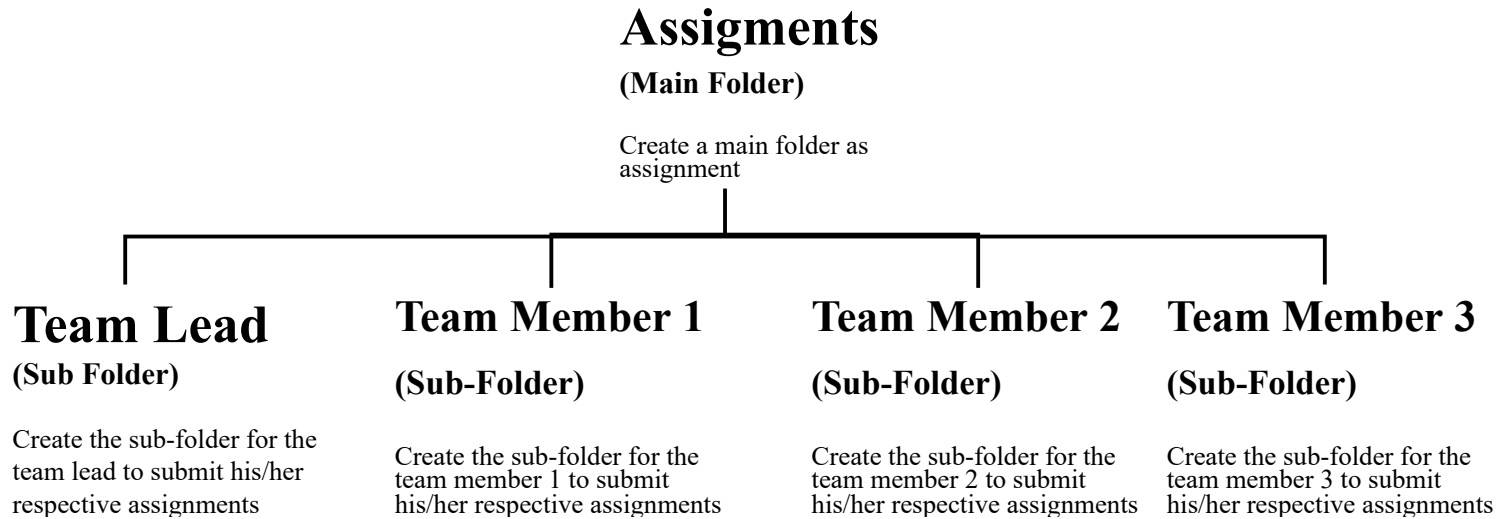 Assigments
(Main Folder)
Create a main folder as
assignment
Team Lead
(Sub Folder)
Create the sub-folder for the
team lead to submit his/her
respective assignments
Team Member 1
(Sub-Folder)
Create the sub-folder for the
team member 1 to submit
his/her respective assignments
Team Member 2
(Sub-Folder)
Create the sub-folder for the
team member 2 to submit
his/her respective assignments
Team Member 3
(Sub-Folder)
Create the sub-folder for the
team member 3 to submit
his/her respective assignments